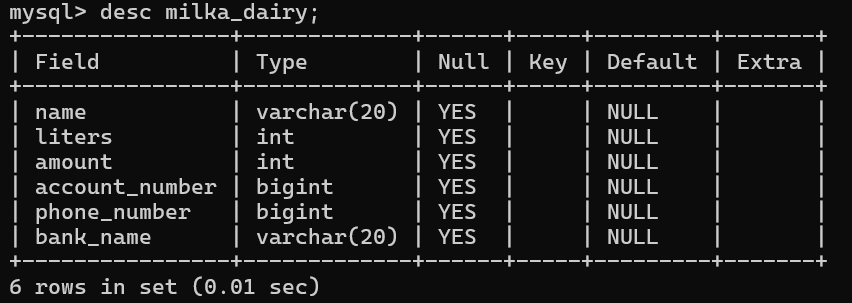 mysql> desc milka_dairy;
+----------------+-------------+------+-----+---------+-------+
| Field          | Type        | Null | Key | Default | Extra |
+----------------+-------------+------+-----+---------+-------+
| name           | varchar(20) | YES  |     | NULL    |       |
| liters         | int         | YES  |     | NULL    |       |
| amount         | int         | YES  |     | NULL    |       |
| account_number | bigint      | YES  |     | NULL    |       |
| phone_number   | bigint      | YES  |     | NULL    |       |
| bank_name      | varchar(20) | YES  |     | NULL    |       |
+----------------+-------------+------+-----+---------+-------+
6 rows in set (0.01 sec)